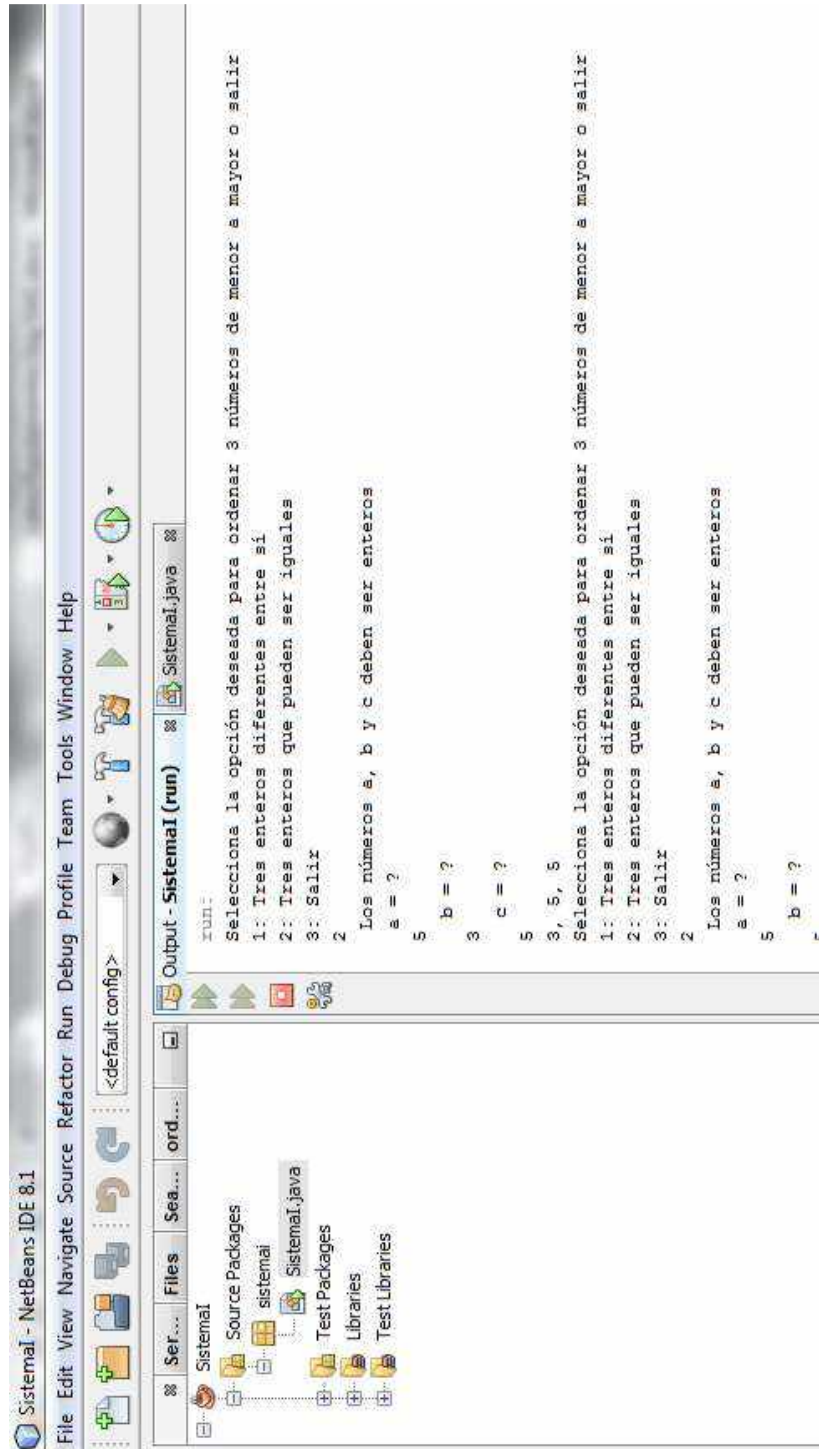 SistemaI - NetBeans IDE 8.1
File Edit View Navigate Source Refactor Run Debug Profile Team Tools Window Help
<default config>
Ser... Files Sea... ord...
SistemaI
Source Packages
sistemai
SistemaI.java
Test Packages
Libraries
Test Libraries
Output - SistemaI (run) SistemaI.java
run:
Selecciona la opción deseada para ordenar 3 números de menor a mayor o salir
1: Tres enteros diferentes entre sí
2: Tres enteros que pueden ser iguales
3: Salir
2
Los números a, b y c deben ser enteros
a = ?
5
b = ?
3
c = ?
5
3, 5, 5
Selecciona la opción deseada para ordenar 3 números de menor a mayor o salir
1: Tres enteros diferentes entre sí
2: Tres enteros que pueden ser iguales
3: Salir
2
Los números a, b y c deben ser enteros
a = ?
5
b = ?